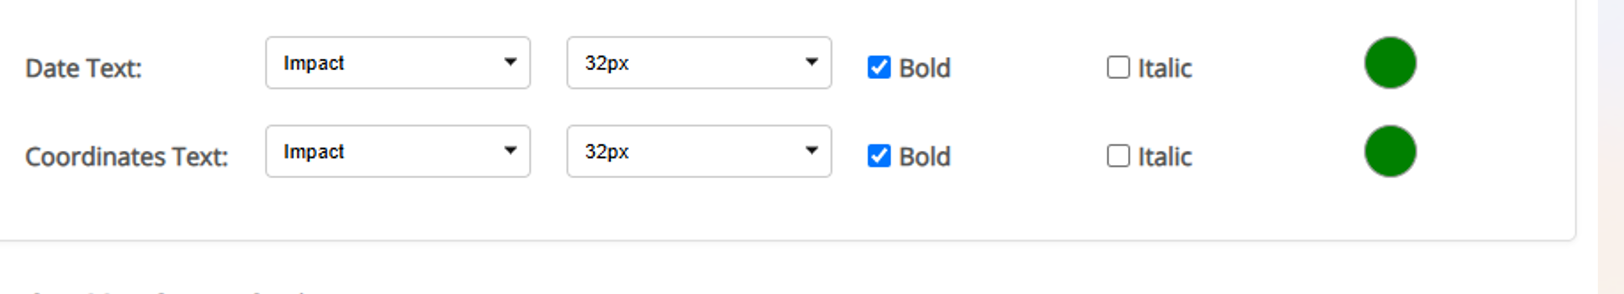 Date Text: Impact 32px Bold Italic
Coordinates Text: Impact 32px Bold Italic